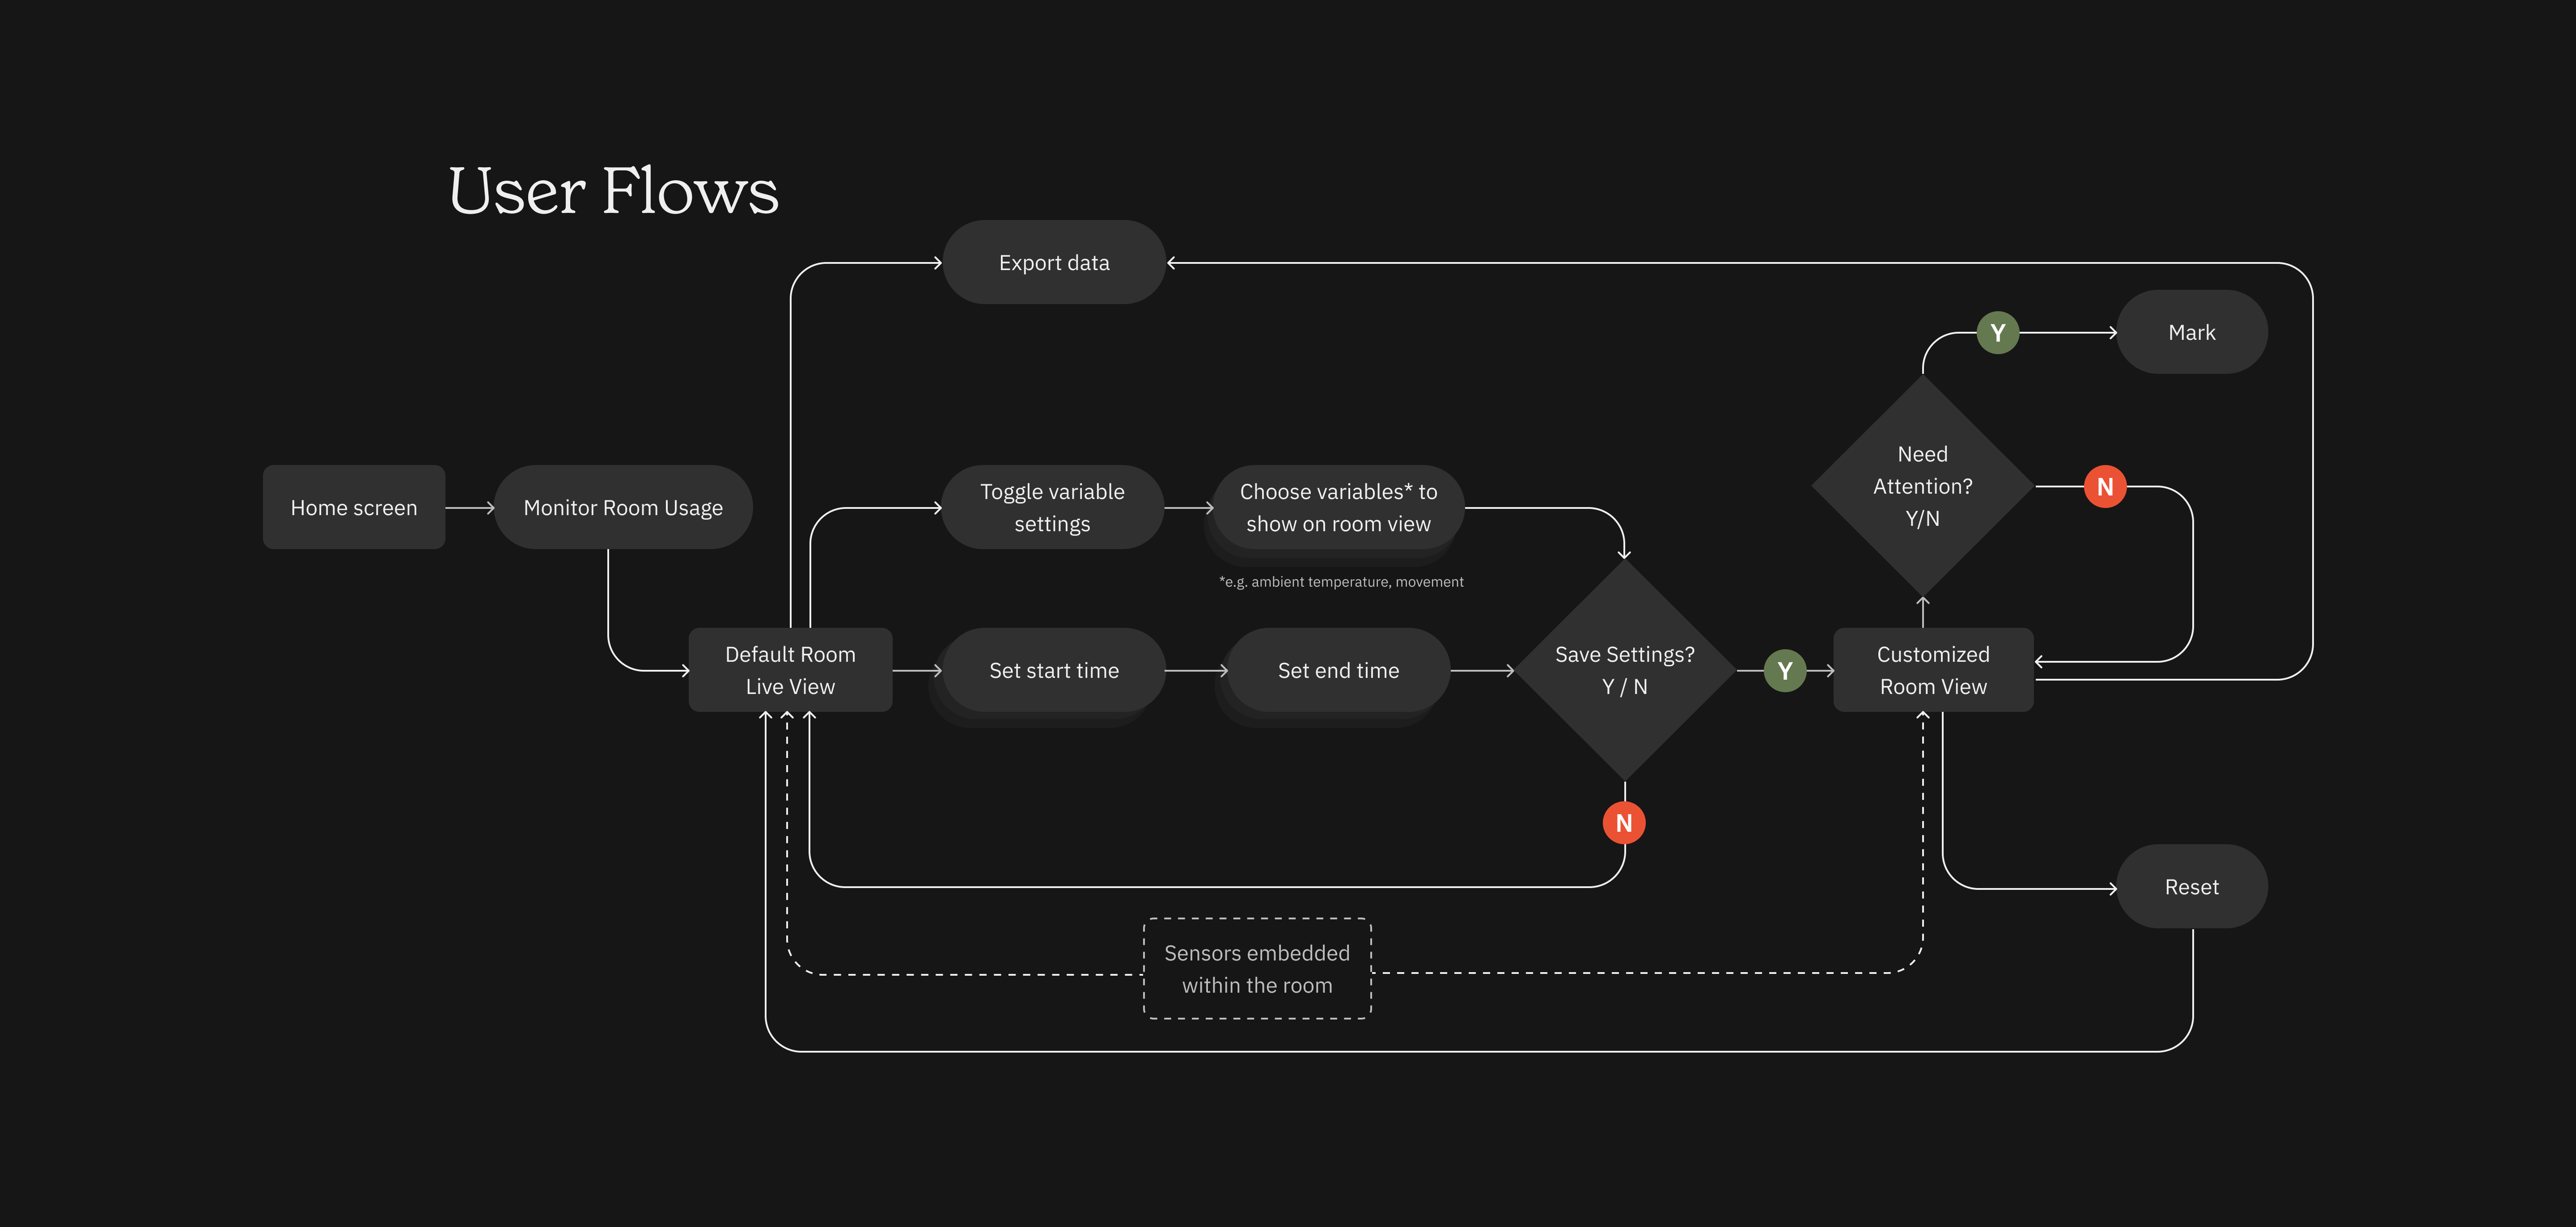 User Flows
Export data
Mark
Y
Need
Attention?
Y/N
N
Home screen
Monitor Room Usage
Toggle variable
settings
Choose variables* to
show on room view
*e.g. ambient temperature, movement
Default Room
Live View
Set start time
Set end time
Save Settings?
Y / N
Y
Customized
Room View
N
Reset
Sensors embedded
within the room